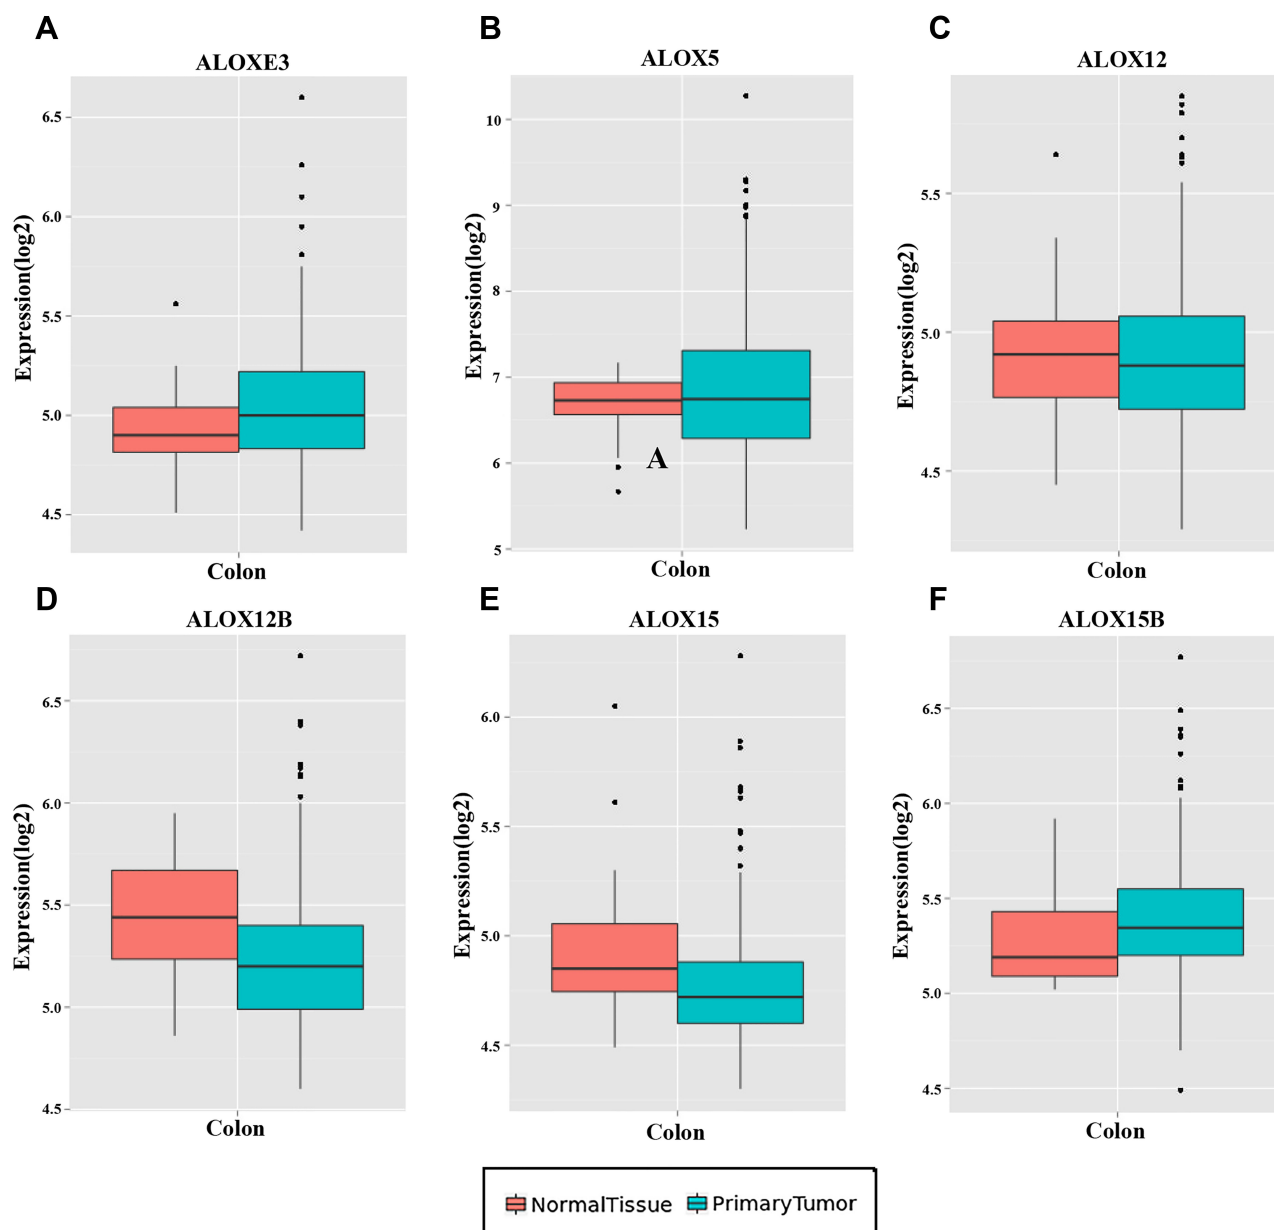 A
ALOXE3
6.5
6.0
5.5
5.0
4.5
Expression(log2)
Colon
B
ALOX5
10
9
8
7
6
5
Expression(log2)
A
Colon
C
ALOX12
5.5
5.0
4.5
Expression(log2)
Colon
D
ALOX12B
6.5
6.0
5.5
5.0
4.5
Expression(log2)
Colon
E
ALOX15
6.0
5.5
5.0
4.5
Expression(log2)
Colon
F
ALOX15B
6.5
6.0
5.5
5.0
4.5
Expression(log2)
Colon
NormalTissue PrimaryTumor